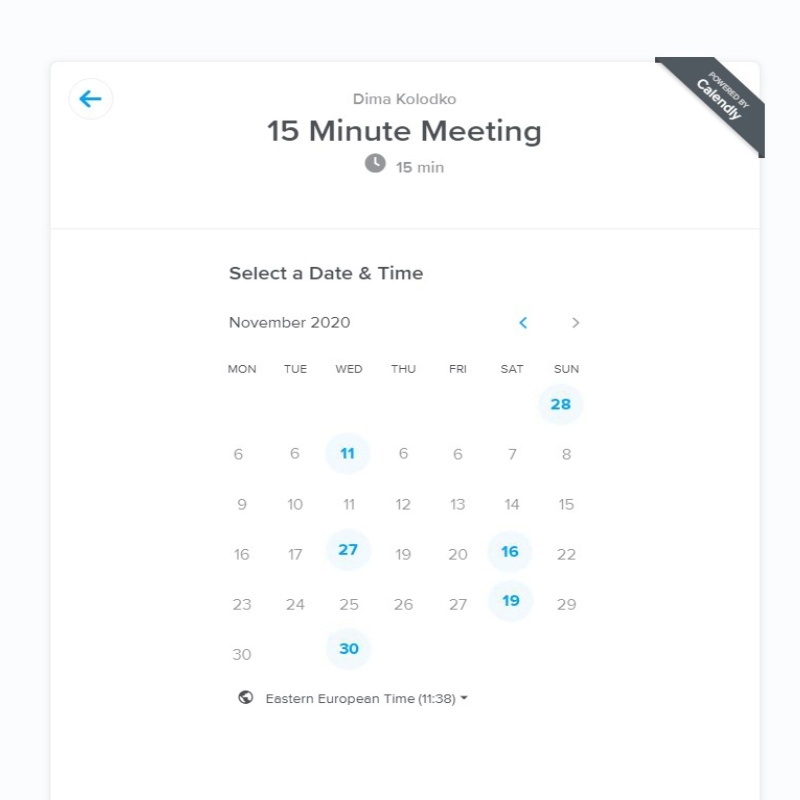 POWERED BY
Calendly
Dima Kolodko
15 Minute Meeting
15 min
Select a Date & Time
November 2020
MON TUE WED THU FRI SAT SUN
28
6 6 11 6 6 7 8
9 10 11 12 13 14 15
16 17 27 19 20 16 22
23 24 25 26 27 19 29
30 30
Eastern European Time (11:38)